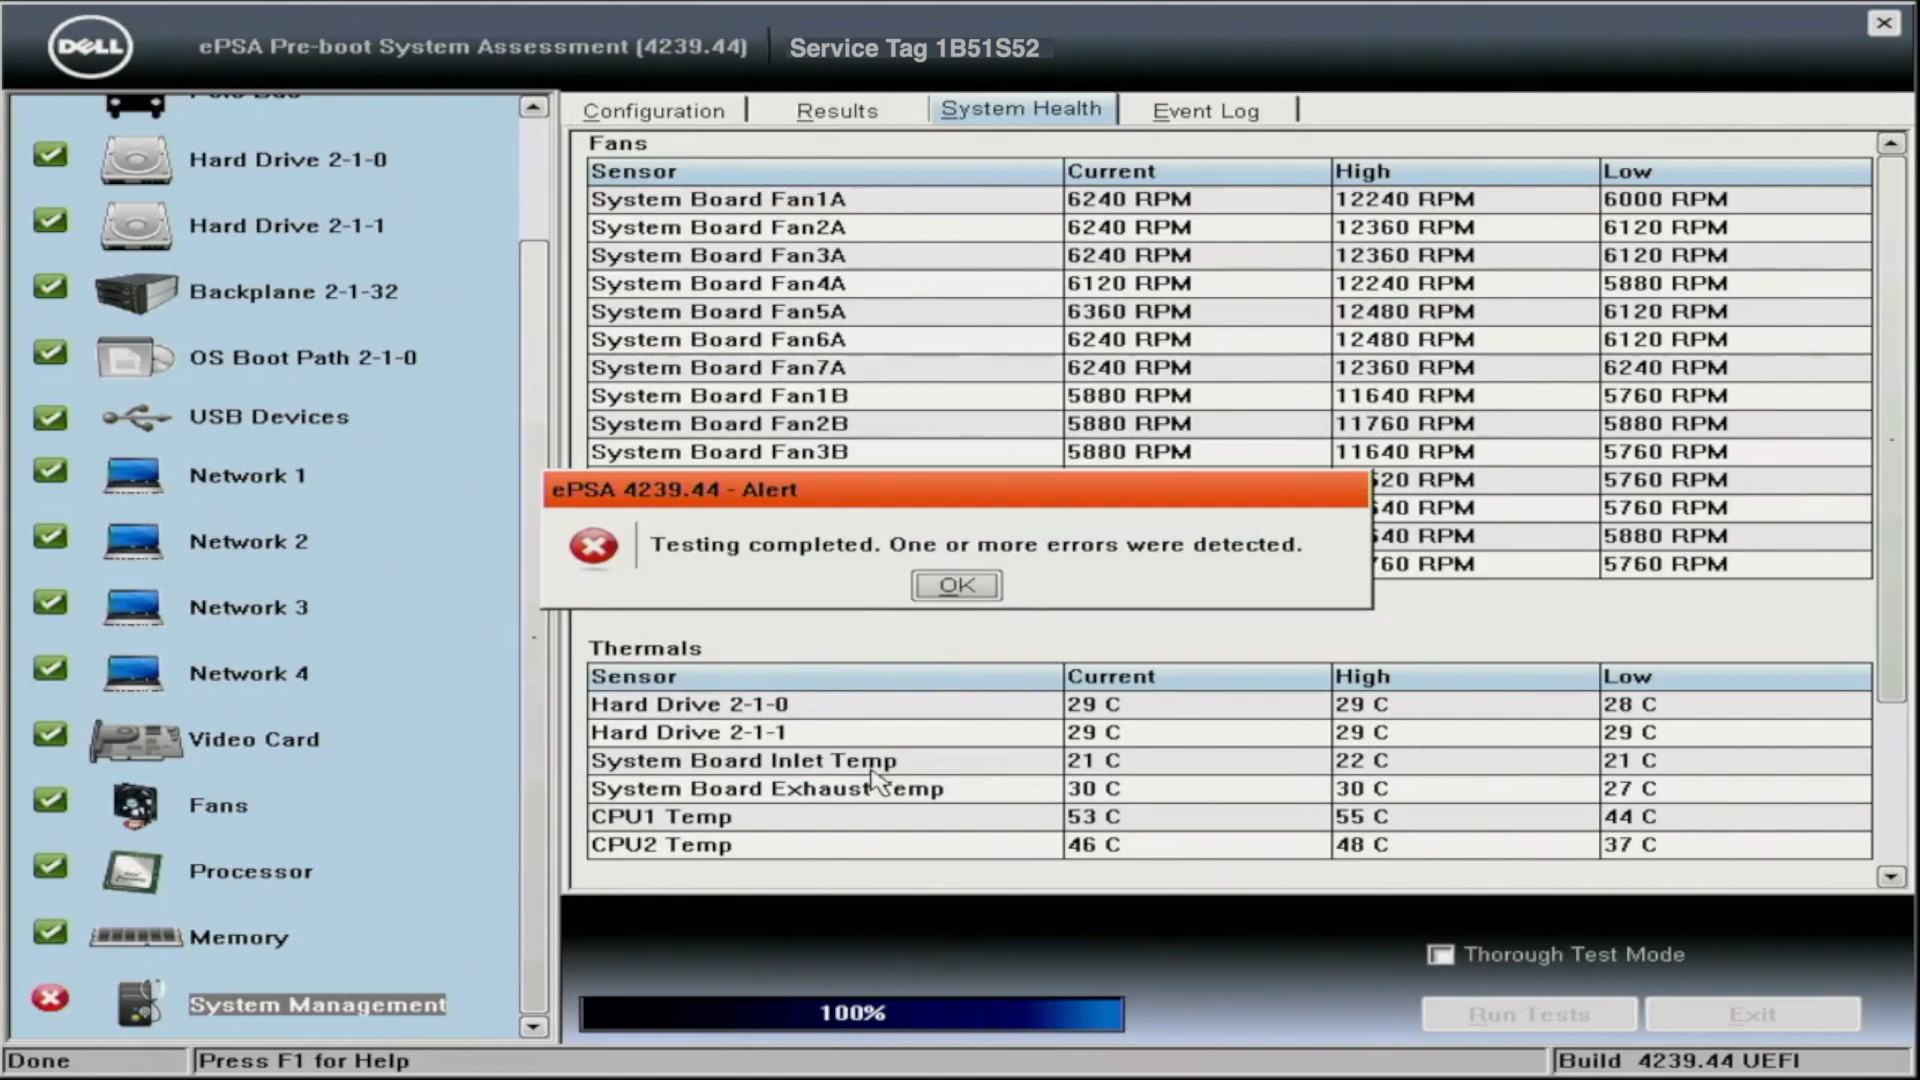 DELL
ePSA Pre-boot System Assessment (4239.44)
Service Tag 1B51S52
Hard Drive 2-1-0
Hard Drive 2-1-1
Backplane 2-1-32
OS Boot Path 2-1-0
USB Devices
Network 1
Network 2
Network 3
Network 4
Video Card
Fans
Processor
Memory
System Management
Configuration
Results
System Health
Event Log
Fans
Sensor Current High Low
System Board Fan1A 6240 RPM 12240 RPM 6000 RPM
System Board Fan2A 6240 RPM 12360 RPM 6120 RPM
System Board Fan3A 6240 RPM 12360 RPM 6120 RPM
System Board Fan4A 6120 RPM 12240 RPM 5880 RPM
System Board Fan5A 6360 RPM 12480 RPM 6120 RPM
System Board Fan6A 6240 RPM 12480 RPM 6120 RPM
System Board Fan7A 6240 RPM 12360 RPM 6240 RPM
System Board Fan1B 5880 RPM 11640 RPM 5760 RPM
System Board Fan2B 5880 RPM 11760 RPM 5880 RPM
System Board Fan3B 5880 RPM 11640 RPM 5760 RPM
RPM 5760 RPM
RPM 5760 RPM
RPM 5880 RPM
RPM 5760 RPM
ePSA 4239.44 - Alert
Testing completed. One or more errors were detected.
OK
Thermals
Sensor Current High Low
Hard Drive 2-1-0 29 C 29 C 28 C
Hard Drive 2-1-1 29 C 29 C 29 C
System Board Inlet Temp 21 C 22 C 21 C
System Board Exhaust Temp 30 C 30 C 27 C
CPU1 Temp 53 C 55 C 44 C
CPU2 Temp 46 C 48 C 37 C
Thorough Test Mode
100%
Run Tests
Exit
Done
Press F1 for Help
Build 4239.44 UEFI